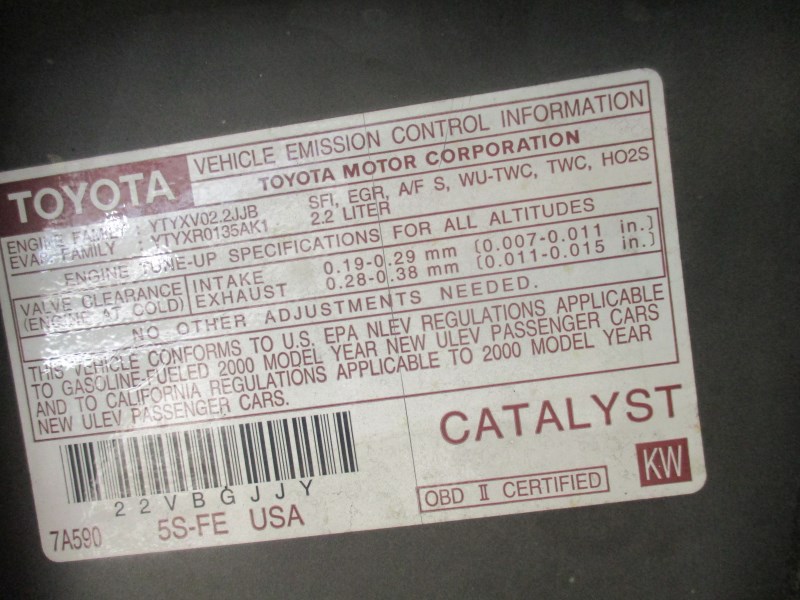 TOYOTA
VEHICLE EMISSION CONTROL INFORMATION
TOYOTA MOTOR CORPORATION
ENGINE FAMILY : YTYXV02.2JJB SFI, EGR, A/F S, WU-TWC, TWC, HO2S
EVAP. FAMILY : YTYXR0135AK1 2.2 LITER
ENGINE TUNE-UP SPECIFICATIONS FOR ALL ALTITUDES
VALVE CLEARANCE INTAKE 0.19-0.29 mm (0.007-0.011 in.)
(ENGINE AT COLD) EXHAUST 0.28-0.38 mm (0.011-0.015 in.)
NO OTHER ADJUSTMENTS NEEDED.
THIS VEHICLE CONFORMS TO U.S. EPA NLEV REGULATIONS APPLICABLE
TO GASOLINE-FUELED 2000 MODEL YEAR NEW ULEV PASSENGER CARS
AND TO CALIFORNIA REGULATIONS APPLICABLE TO 2000 MODEL YEAR
NEW ULEV PASSENGER CARS.
CATALYST
22VBGJJY
OBD II CERTIFIED
KW
7A590 5S-FE USA